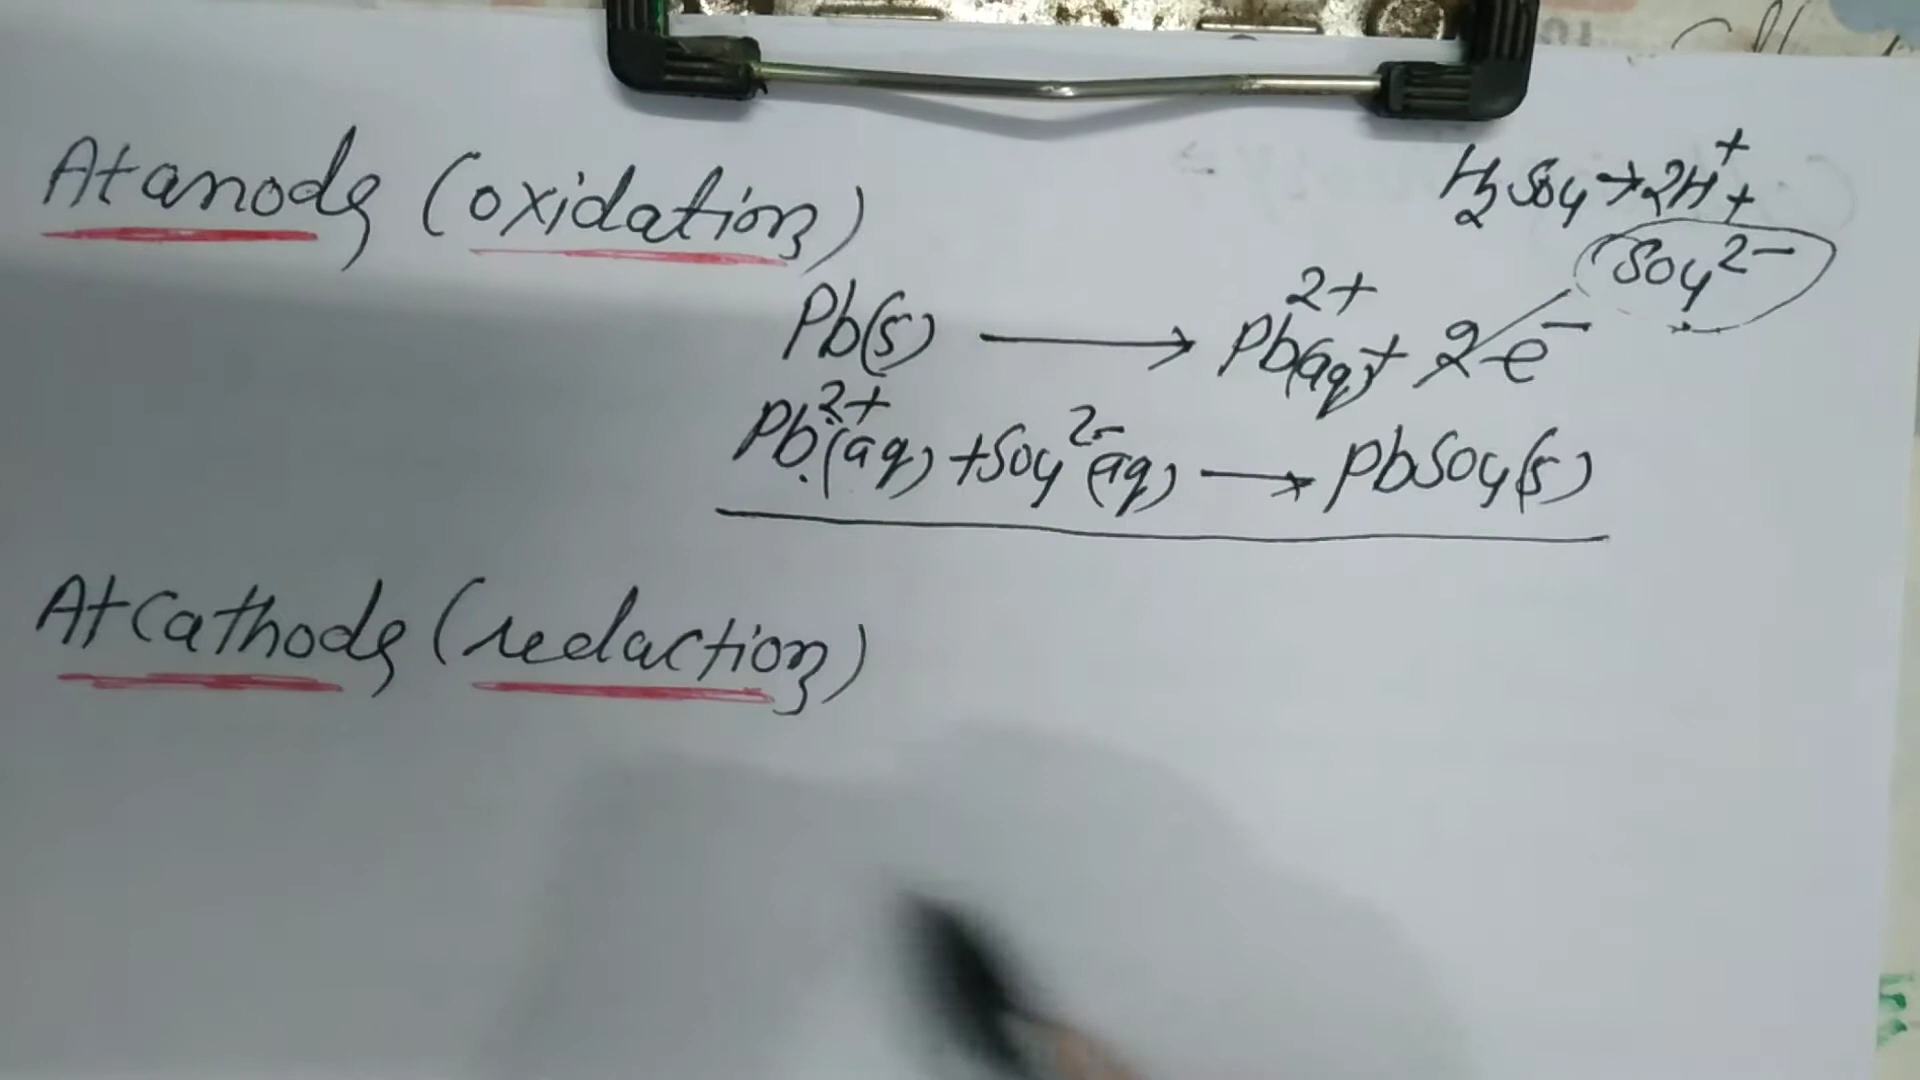 At anode (oxidation)
H2SO4 → 2H+ +
SO4 2-
Pb(s) → Pb2+(aq) + 2e-
Pb2+(aq) + SO4 2-(aq) → PbSO4(s)
At Cathode (reduction)